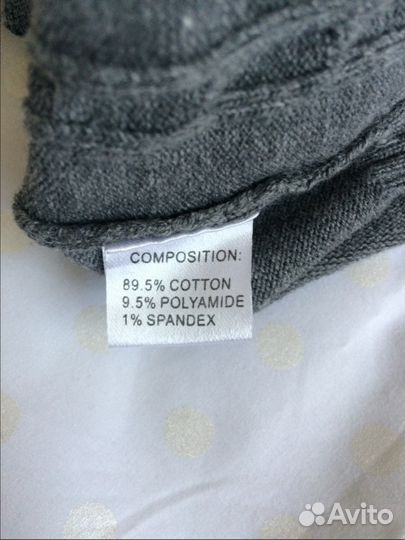 COMPOSITION:
89.5% COTTON
9.5% POLYAMIDE
1% SPANDEX
Avito